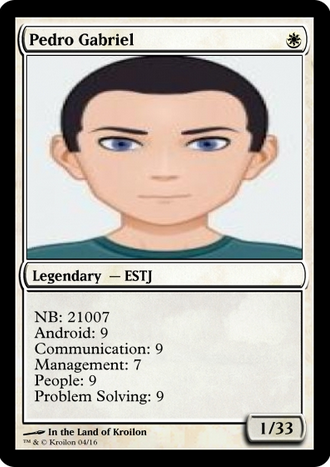 Pedro Gabriel
Legendary — ESTJ
NB: 21007
Android: 9
Communication: 9
Management: 7
People: 9
Problem Solving: 9
In the Land of Kroilon
™ & © Kroilon 04/16
1/33